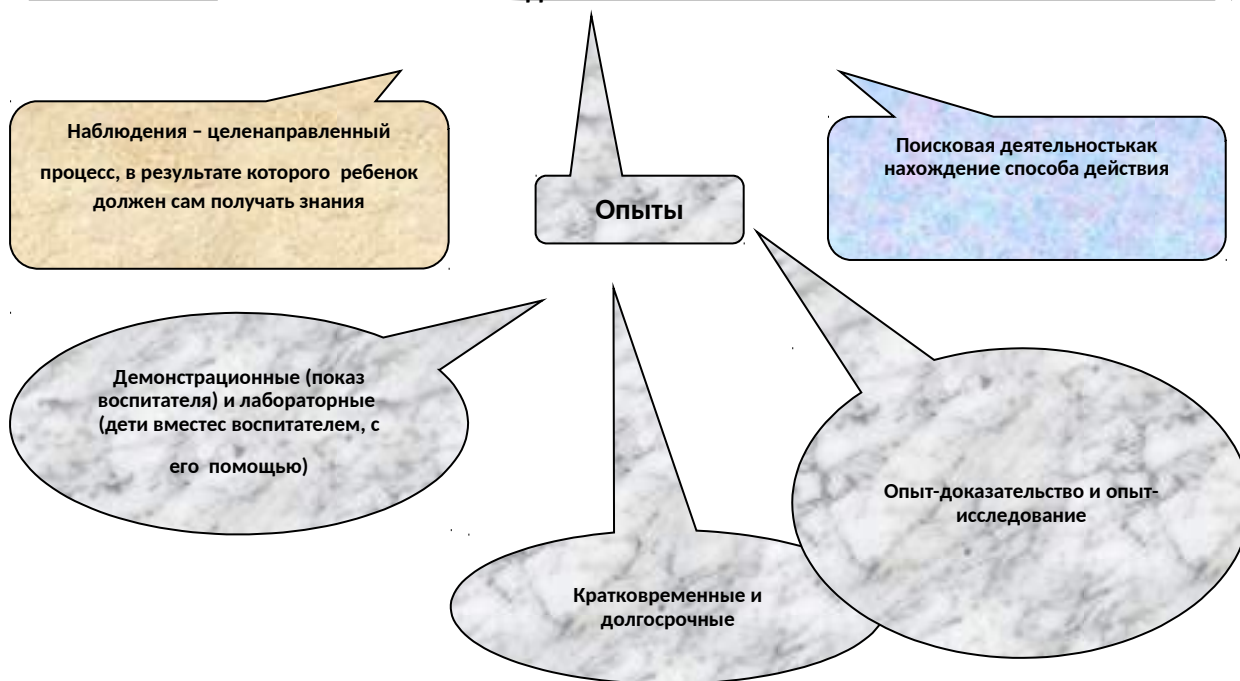 Наблюдения – целенаправленный
процесс, в результате которого  ребенок
должен сам получать знания
Опыты
Поисковая деятельностькак
нахождение способа действия
Демонстрационные (показ
воспитателя) и лабораторные
(дети вместес воспитателем, с
его  помощью)
Опыт-доказательство и опыт-
исследование
Кратковременные и
долгосрочные